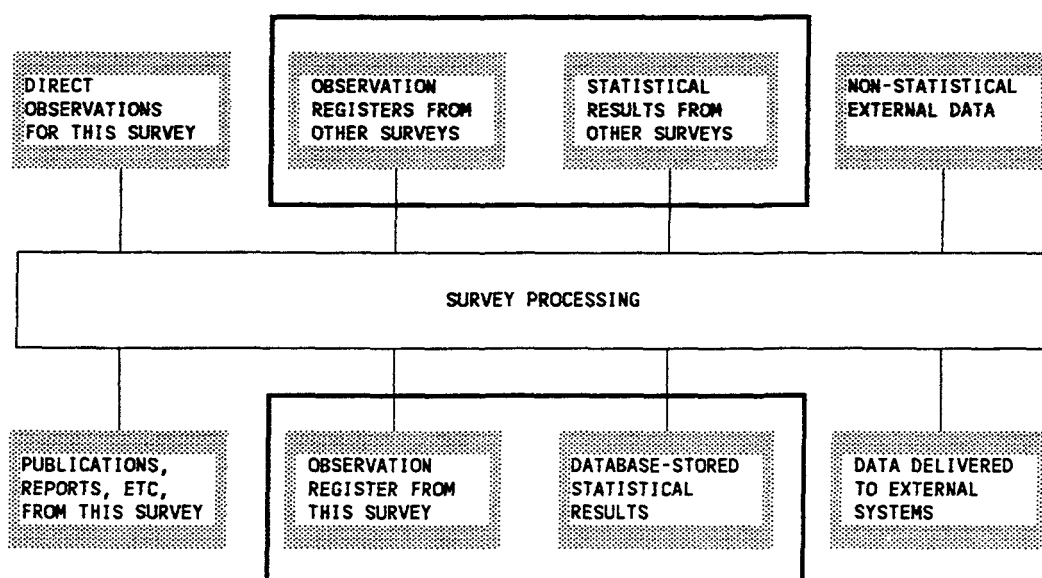 DIRECT
OBSERVATIONS
FOR THIS SURVEY
OBSERVATION
REGISTERS FROM
OTHER SURVEYS
STATISTICAL
RESULTS FROM
OTHER SURVEYS
NON-STATISTICAL
EXTERNAL DATA
SURVEY PROCESSING
PUBLICATIONS,
REPORTS, ETC,
FROM THIS SURVEY
OBSERVATION
REGISTER FROM
THIS SURVEY
DATABASE-STORED
STATISTICAL
RESULTS
DATA DELIVERED
TO EXTERNAL
SYSTEMS